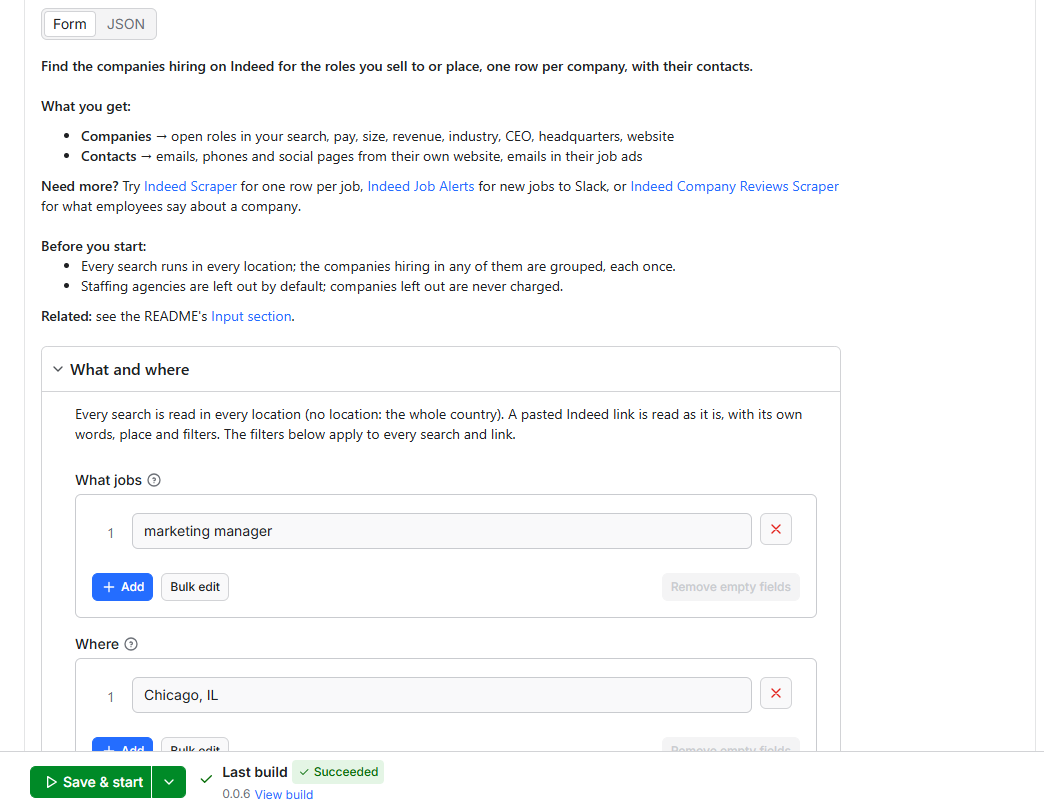 Form JSON
Find the companies hiring on Indeed for the roles you sell to or place, one row per company, with their contacts.
What you get:
• Companies → open roles in your search, pay, size, revenue, industry, CEO, headquarters, website
• Contacts → emails, phones and social pages from their own website, emails in their job ads
Need more? Try Indeed Scraper for one row per job, Indeed Job Alerts for new jobs to Slack, or Indeed Company Reviews Scraper
for what employees say about a company.
Before you start:
• Every search runs in every location; the companies hiring in any of them are grouped, each once.
• Staffing agencies are left out by default; companies left out are never charged.
Related: see the README's Input section.
What and where
Every search is read in every location (no location: the whole country). A pasted Indeed link is read as it is, with its own
words, place and filters. The filters below apply to every search and link.
What jobs
1 marketing manager
+ Add Bulk edit Remove empty fields
Where
1 Chicago, IL
+ Add Bulk edit Remove empty fields
Save & start Last build Succeeded
0.0.6 View build